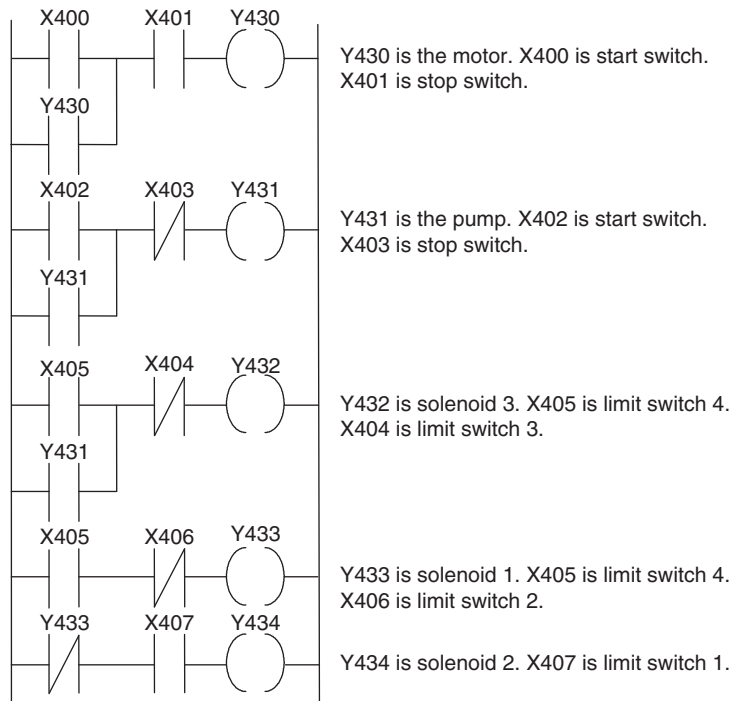 X400 X401 Y430
Y430 is the motor. X400 is start switch.
X401 is stop switch.
Y430
X402 X403 Y431
Y431 is the pump. X402 is start switch.
X403 is stop switch.
Y431
X405 X404 Y432
Y432 is solenoid 3. X405 is limit switch 4.
X404 is limit switch 3.
Y431
X405 X406 Y433
Y433 is solenoid 1. X405 is limit switch 4.
X406 is limit switch 2.
Y433 X407 Y434
Y434 is solenoid 2. X407 is limit switch 1.